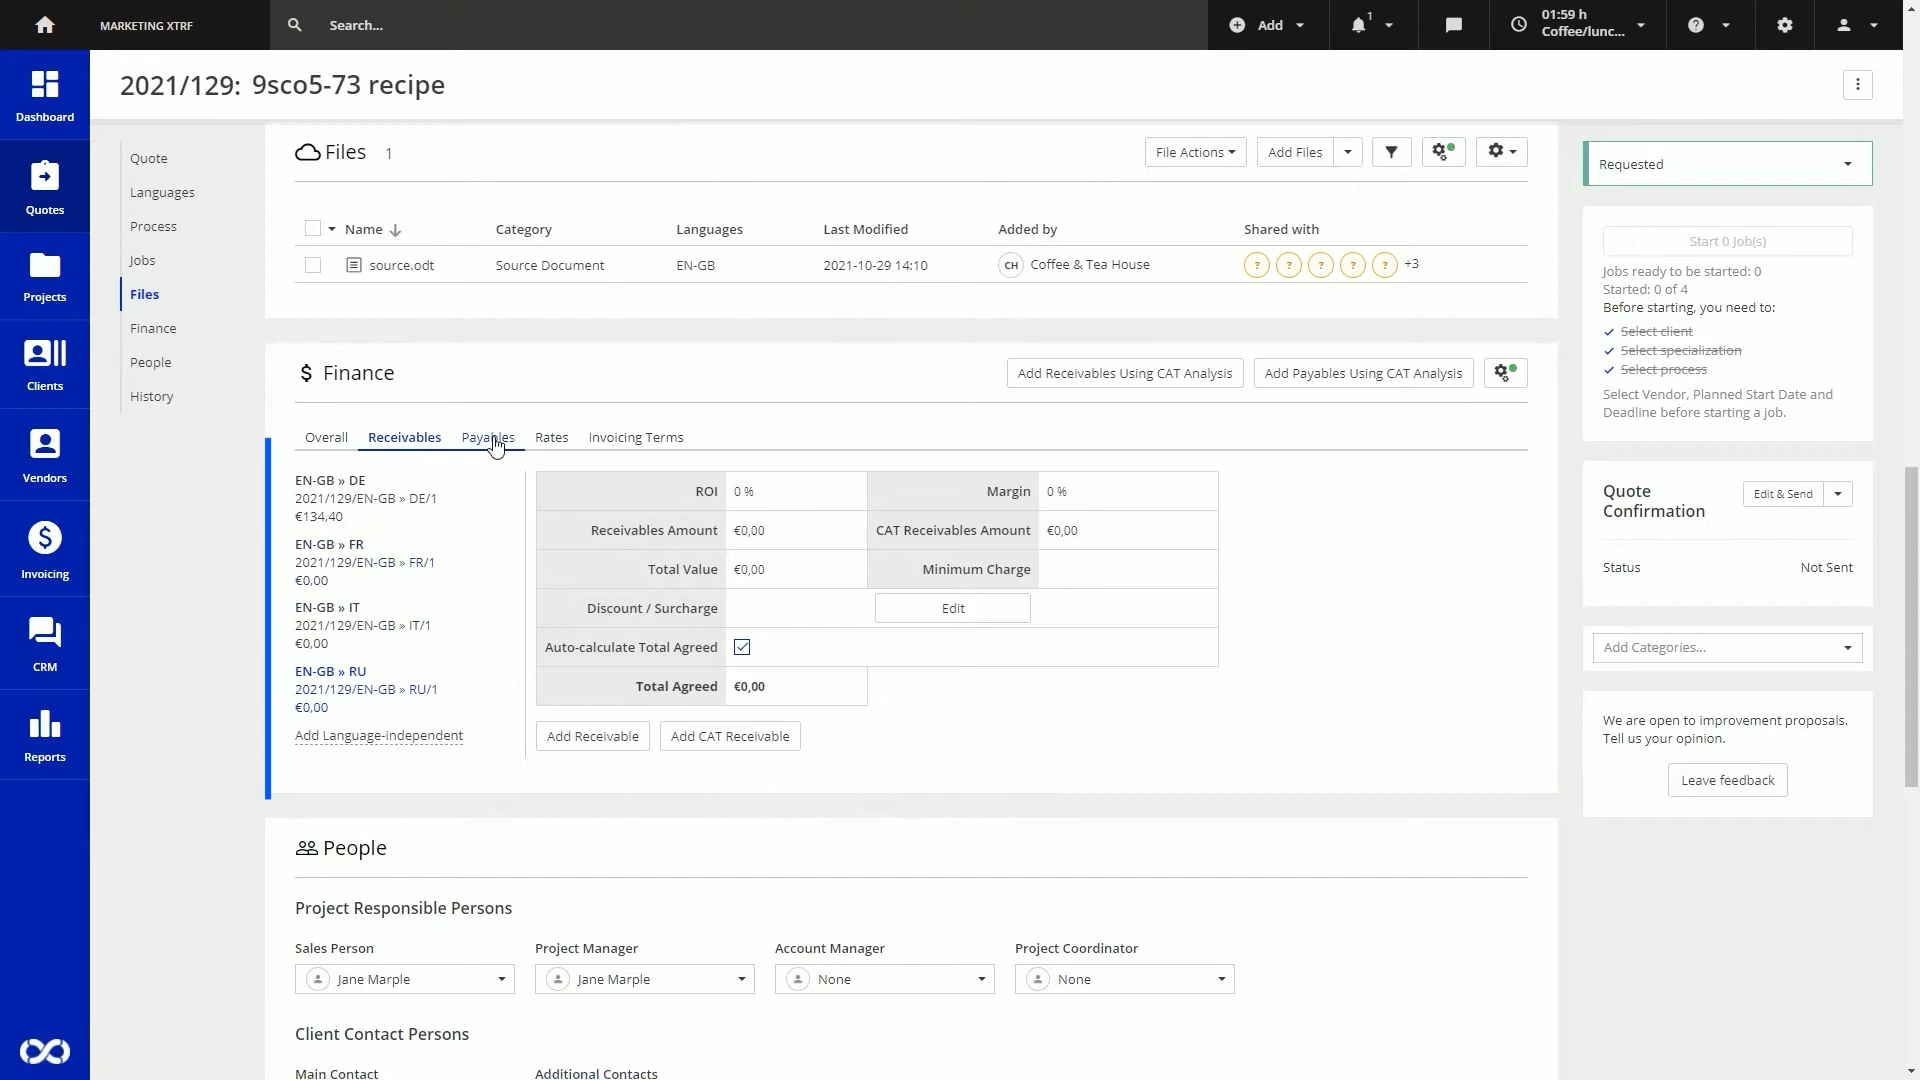 MARKETING XTRF
Search...
Add
1
01:59 h
Coffee/lunc...
2021/129: 9sco5-73 recipe
Dashboard
Quotes
Projects
Clients
Vendors
Invoicing
CRM
Reports
Quote
Languages
Process
Jobs
Files
Finance
People
History
Files 1
File Actions
Add Files
Name Category Languages Last Modified Added by Shared with
source.odt Source Document EN-GB 2021-10-29 14:10 CH Coffee & Tea House ? ? ? ? ? +3
$ Finance
Add Receivables Using CAT Analysis
Add Payables Using CAT Analysis
Overall Receivables Payables Rates Invoicing Terms
EN-GB » DE
2021/129/EN-GB » DE/1
€134,40
EN-GB » FR
2021/129/EN-GB » FR/1
€0,00
EN-GB » IT
2021/129/EN-GB » IT/1
€0,00
EN-GB » RU
2021/129/EN-GB » RU/1
€0,00
Add Language-independent
ROI 0 % Margin 0 %
Receivables Amount €0,00 CAT Receivables Amount €0,00
Total Value €0,00 Minimum Charge
Discount / Surcharge Edit
Auto-calculate Total Agreed
Total Agreed €0,00
Add Receivable Add CAT Receivable
People
Project Responsible Persons
Sales Person Project Manager Account Manager Project Coordinator
Jane Marple Jane Marple None None
Client Contact Persons
Main Contact Additional Contacts
Requested
Start 0 Job(s)
Jobs ready to be started: 0
Started: 0 of 4
Before starting, you need to:
Select client
Select specialization
Select process
Select Vendor, Planned Start Date and
Deadline before starting a job.
Quote
Confirmation
Edit & Send
Status Not Sent
Add Categories...
We are open to improvement proposals.
Tell us your opinion.
Leave feedback